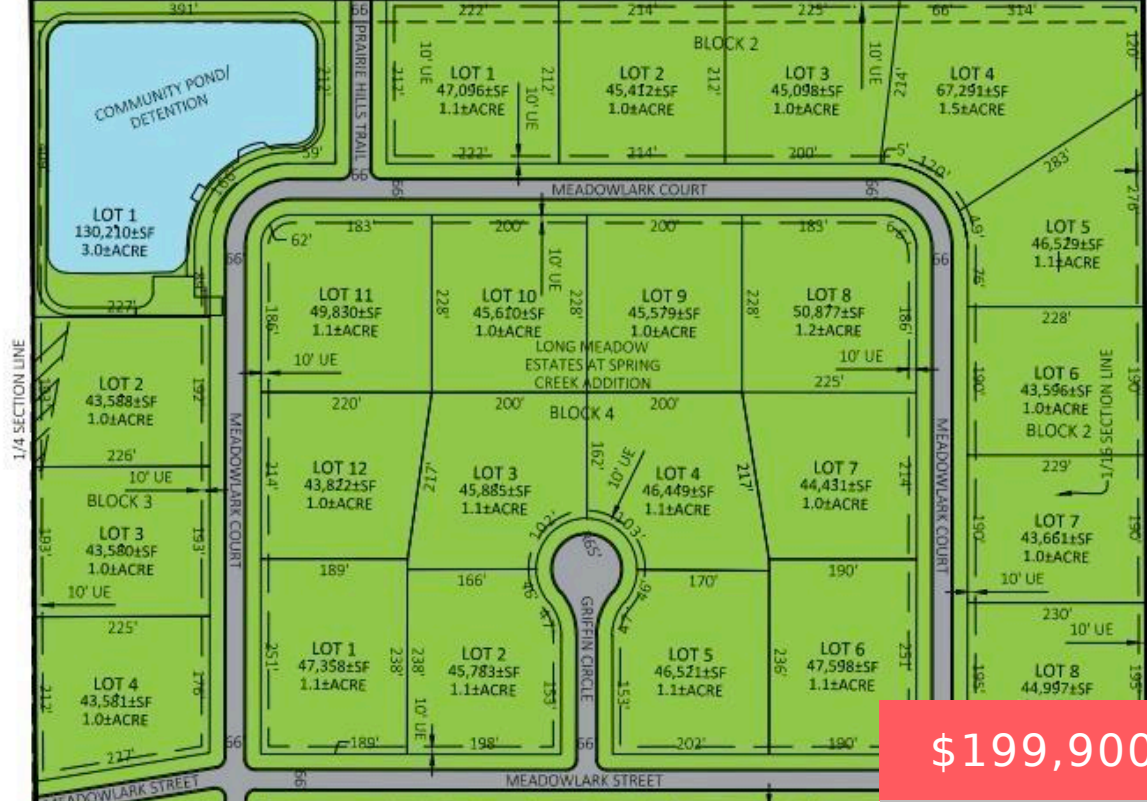 391'
66'
222'
214'
225'
66'
314'
COMMUNITY POND/
DETENTION
212'
59'
166'
LOT 1
130,210±SF
3.0±ACRE
227'
PRAIRIE HILLS TRAIL
66'
BLOCK 2
10' UE
212'
LOT 1
47,096±SF
1.1±ACRE
212'
10' UE
222'
LOT 2
45,412±SF
1.0±ACRE
212'
214'
LOT 3
45,098±SF
1.0±ACRE
10' UE
214'
200'
LOT 4
67,291±SF
1.5±ACRE
120'
5'
120'
283'
276'
LOT 5
46,529±SF
1.1±ACRE
49'
76'
228'
66'
MEADOWLARK COURT
66'
183'
200'
200'
183'
62'
66'
66'
66'
10' UE
186'
LOT 11
49,830±SF
1.1±ACRE
228'
LOT 10
45,610±SF
1.0±ACRE
228'
LOT 9
45,579±SF
1.0±ACRE
228'
LOT 8
50,877±SF
1.2±ACRE
186'
10' UE
10' UE
LONG MEADOW
ESTATES AT SPRING
CREEK ADDITION
225'
220'
200'
200'
BLOCK 4
1/4 SECTION LINE
LOT 2
43,588±SF
1.0±ACRE
192'
226'
10' UE
BLOCK 3
193'
LOT 3
43,580±SF
1.0±ACRE
193'
10' UE
225'
212'
LOT 4
43,581±SF
1.0±ACRE
176'
227'
MEADOWLARK COURT
214'
LOT 12
43,822±SF
1.0±ACRE
217'
LOT 3
45,885±SF
1.1±ACRE
162'
10' UE
LOT 4
46,449±SF
1.1±ACRE
217'
LOT 7
44,431±SF
1.0±ACRE
214'
102'
103'
189'
166'
46'
47'
46'
47'
170'
190'
251'
LOT 1
47,358±SF
1.1±ACRE
238'
238'
LOT 2
45,783±SF
1.1±ACRE
153'
10' UE
GRIFFIN CIRCLE
153'
LOT 5
46,521±SF
1.1±ACRE
236'
LOT 6
47,598±SF
1.1±ACRE
251'
66'
189'
198'
66'
202'
190'
MEADOWLARK COURT
190'
LOT 6
43,596±SF
1.0±ACRE
BLOCK 2
190'
1/16 SECTION LINE
229'
190'
LOT 7
43,661±SF
1.0±ACRE
190'
10' UE
230'
10' UE
195'
LOT 8
44,997±SF
195'
MEADOWLARK STREET
66'
MEADOWLARK STREET
$199,900